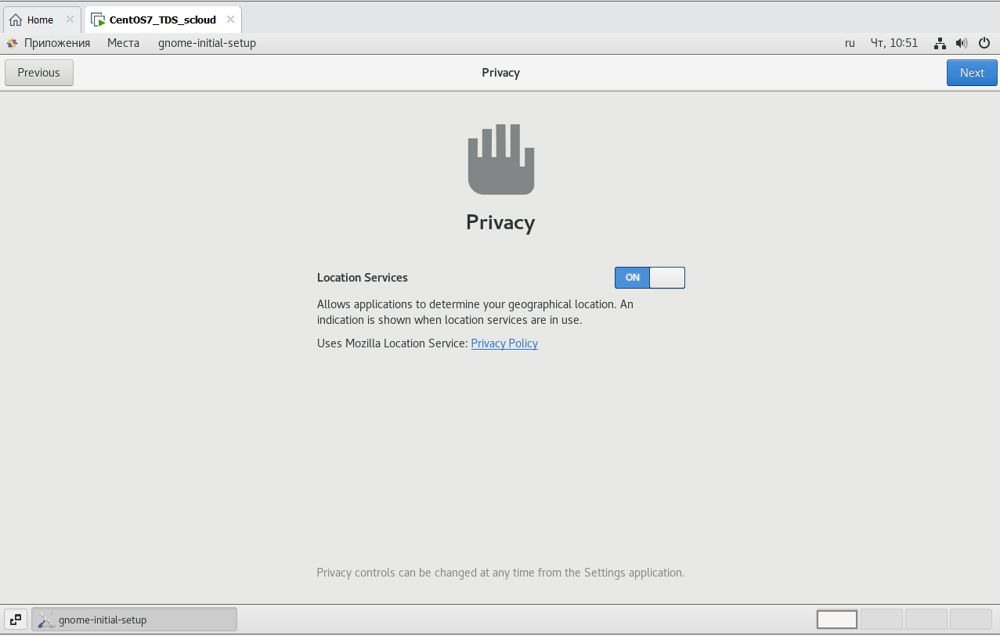 Home
CentOS7_TDS_scloud
Приложения Места gnome-initial-setup ru Чт, 10:51
Previous Privacy Next
Privacy
Location Services ON
Allows applications to determine your geographical location. An
indication is shown when location services are in use.
Uses Mozilla Location Service: Privacy Policy
Privacy controls can be changed at any time from the Settings application.
gnome-initial-setup